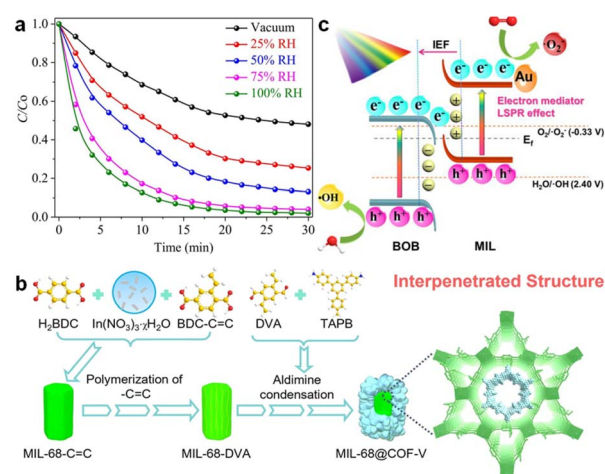 a
C/Co
1.0
0.8
0.6
0.4
0.2
0.0
Vacuum
25% RH
50% RH
75% RH
100% RH
0 5 10 15 20 25 30
Time (min)
c
IEF
·O₂⁻
e⁻ e⁻ Au
Electron mediator
LSPR effect
e⁻ e⁻ e⁻
O₂/·O₂⁻ (-0.33 V)
Ef
H₂O/·OH (2.40 V)
h⁺ h⁺
·OH
h⁺ h⁺
BOB MIL
b
H₂BDC + In(NO₃)₃·χH₂O + BDC-C=C
DVA + TAPB
Interpenetrated Structure
Polymerization of
-C=C
Aldimine
condensation
MIL-68-C=C
MIL-68-DVA
MIL-68@COF-V